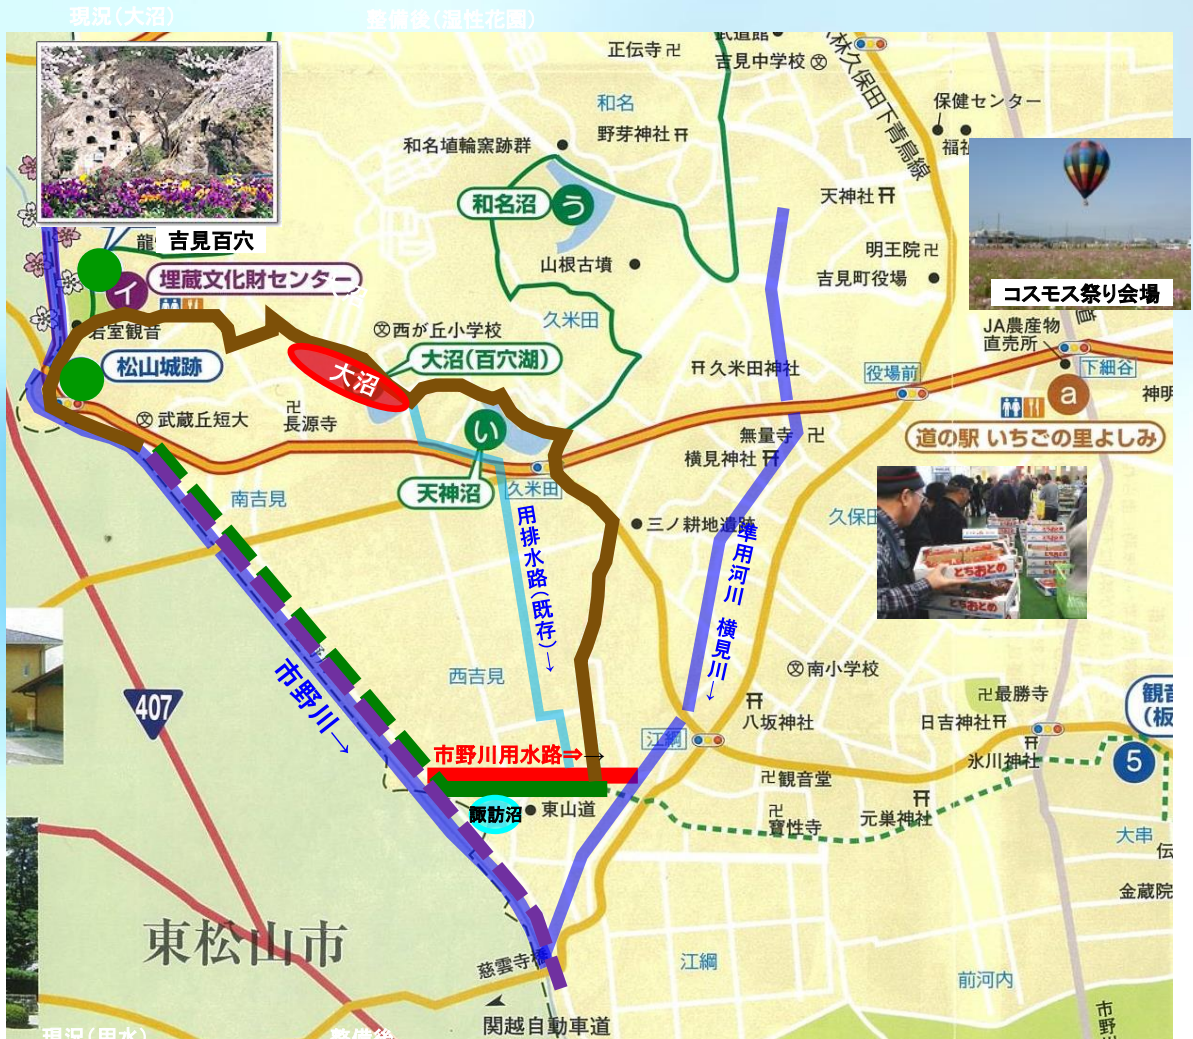 現況(大沼)
整備後(湿性花園)
正伝寺
武道館
吉見中学校
林久保田下青鳥線
保健センター
和名
野芽神社
和名埴輪窯跡群
和名沼
う
天神社
明王院
吉見町役場
山根古墳
龍
吉見百穴
イ
埋蔵文化財センター
岩室観音
コスモス祭り会場
道
久米田
西が丘小学校
大沼(百穴湖)
大沼
JA農産物
直売所
久米田神社
役場前
下細谷
神明
a
松山城跡
武蔵丘短大
長源寺
い
無量寺
横見神社
道の駅 いちごの里よしみ
天神沼
久米田
南吉見
三ノ耕地遺跡
久保田
とちおとめ
とちおとめ
用排水路(既存)→
準用河川 横見川→
市野川→
西吉見
407
南小学校
八坂神社
最勝寺
日吉神社
観音
(板
氷川神社
5
江綱
市野川用水路⇒→
観音堂
諏訪沼
東山道
寶性寺
元巣神社
大串
伝
金蔵院
東松山市
慈雲寺橋
江綱
前河内
市野川
関越自動車道
現況(用水)
整備後